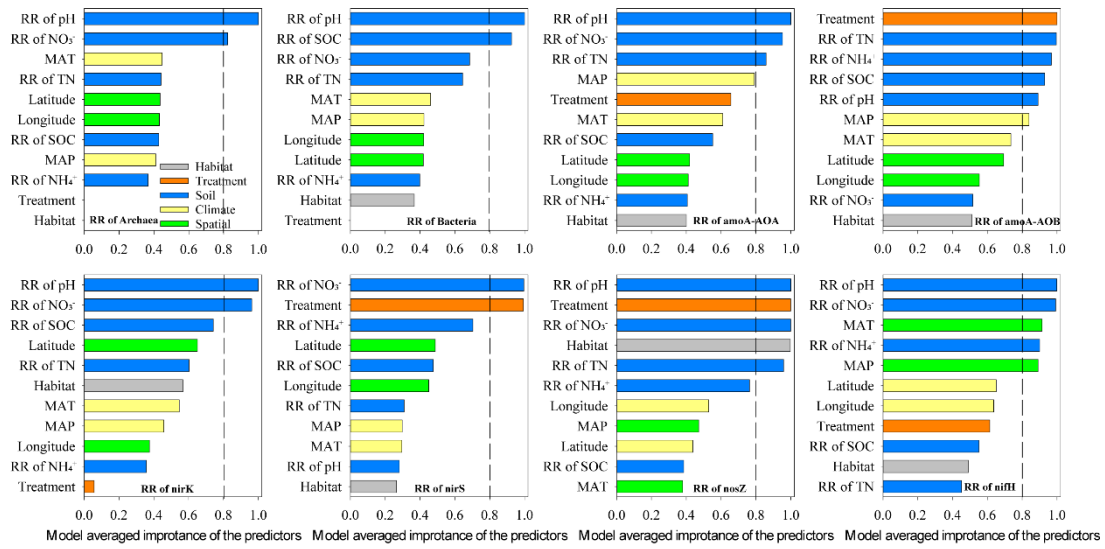 RR of pH
RR of NO₃⁻
MAT
RR of TN
Latitude
Longitude
RR of SOC
MAP
RR of NH₄⁺
Treatment
Habitat
Habitat
Treatment
Soil
Climate
Spatial
RR of Archaea
0.0 0.2 0.4 0.6 0.8 1.0
RR of pH
RR of SOC
RR of NO₃⁻
RR of TN
MAT
MAP
Longitude
Latitude
RR of NH₄⁺
Habitat
Treatment
RR of Bacteria
0.0 0.2 0.4 0.6 0.8 1.0
RR of pH
RR of NO₃⁻
RR of TN
MAP
Treatment
MAT
RR of SOC
Latitude
Longitude
RR of NH₄⁺
Habitat
RR of amoA-AOA
0.0 0.2 0.4 0.6 0.8 1.0
Treatment
RR of TN
RR of NH₄⁺
RR of SOC
RR of pH
MAP
MAT
Latitude
Longitude
RR of NO₃⁻
Habitat
RR of amoA-AOB
0.0 0.2 0.4 0.6 0.8 1.0
RR of pH
RR of NO₃⁻
RR of SOC
Latitude
RR of TN
Habitat
MAT
MAP
Longitude
RR of NH₄⁺
Treatment
RR of nirK
0.0 0.2 0.4 0.6 0.8 1.0
Model averaged improtance of the predictors
RR of NO₃⁻
Treatment
RR of NH₄⁺
Latitude
RR of SOC
Longitude
RR of TN
MAP
MAT
RR of pH
Habitat
RR of nirS
0.0 0.2 0.4 0.6 0.8 1.0
Model averaged improtance of the predictors
RR of pH
Treatment
RR of NO₃⁻
Habitat
RR of TN
RR of NH₄⁺
Longitude
MAP
Latitude
RR of SOC
MAT
RR of nosZ
0.0 0.2 0.4 0.6 0.8 1.0
Model averaged improtance of the predictors
RR of pH
RR of NO₃⁻
MAT
RR of NH₄⁺
MAP
Latitude
Longitude
Treatment
RR of SOC
Habitat
RR of TN
RR of nifH
0.0 0.2 0.4 0.6 0.8 1.0
Model averaged improtance of the predictors